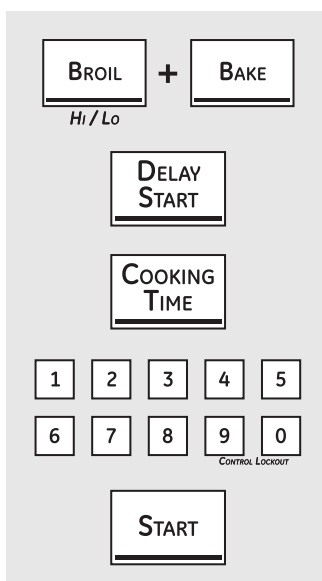 BROIL + BAKE
HI / LO
DELAY
START
COOKING
TIME
1 2 3 4 5
6 7 8 9 0
CONTROL LOCKOUT
START